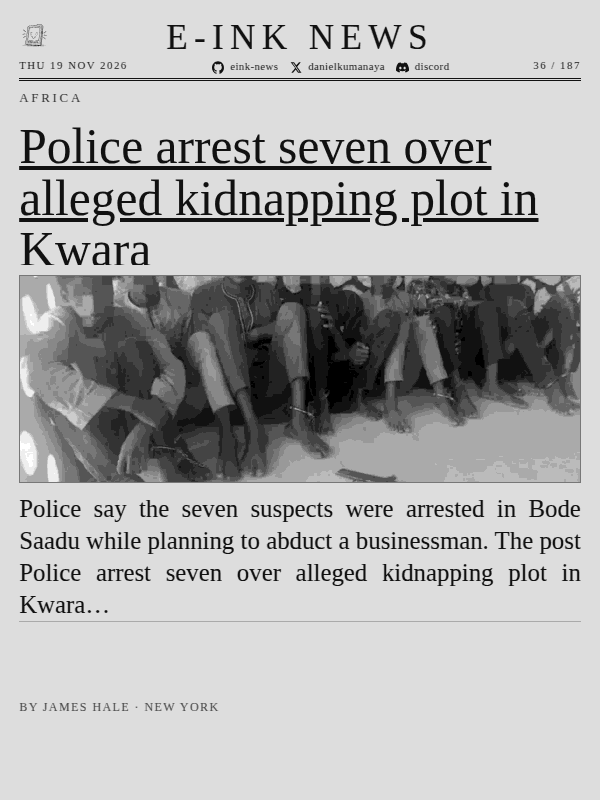 E-INK NEWS
THU 19 NOV 2026
eink-news danielkumanaya discord
36 / 187
AFRICA
Police arrest seven over
alleged kidnapping plot in
Kwara
Police say the seven suspects were arrested in Bode
Saadu while planning to abduct a businessman. The post
Police arrest seven over alleged kidnapping plot in
Kwara…
BY JAMES HALE · NEW YORK